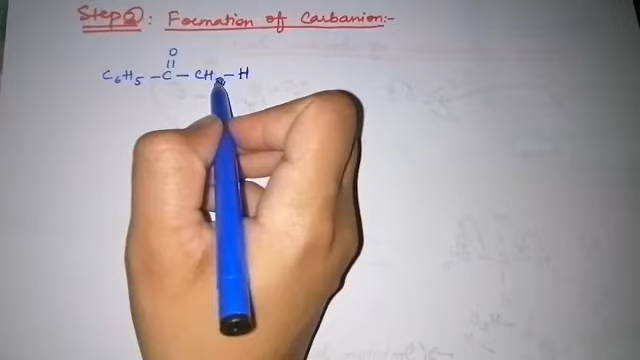 Step②: Formation of Carbanion:-
O
||
C₆H₅ — C — CH₂ — H